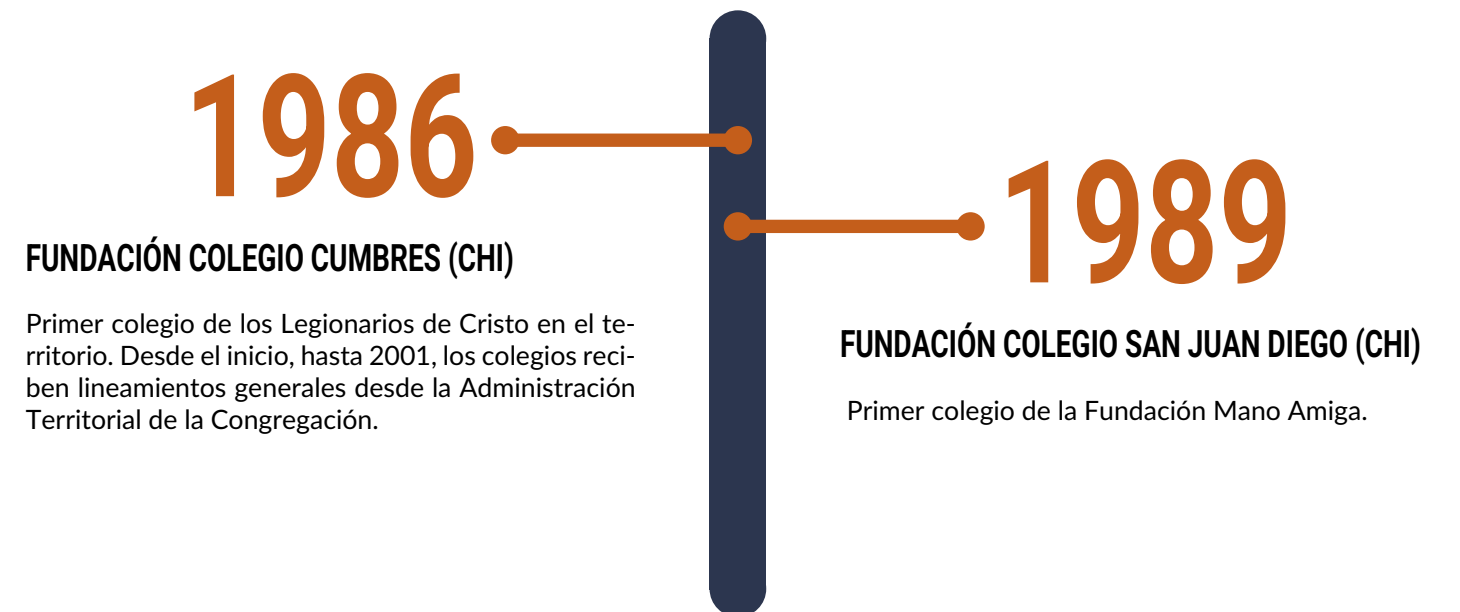 1986
FUNDACIÓN COLEGIO CUMBRES (CHI)
Primer colegio de los Legionarios de Cristo en el te-
rritorio. Desde el inicio, hasta 2001, los colegios reci-
ben lineamientos generales desde la Administración
Territorial de la Congregación.
1989
FUNDACIÓN COLEGIO SAN JUAN DIEGO (CHI)
Primer colegio de la Fundación Mano Amiga.